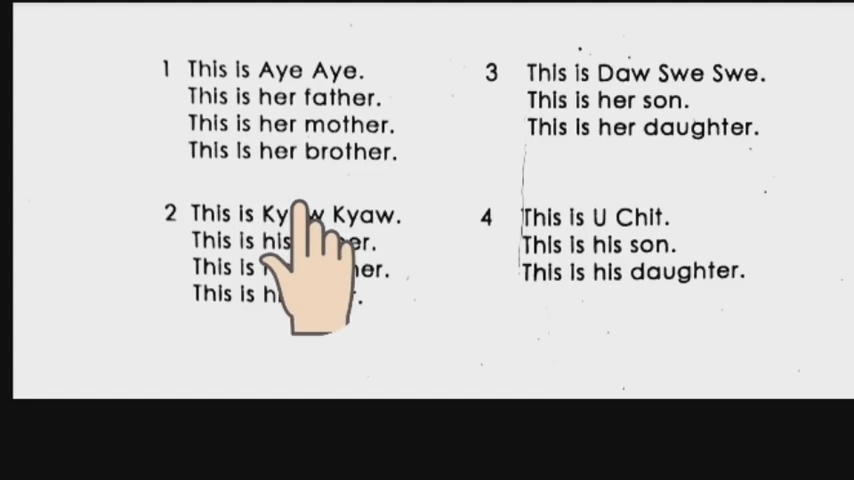 1 This is Aye Aye.
This is her father.
This is her mother.
This is her brother.
2 This is Kyaw Kyaw.
This is his
This is
This is
3 This is Daw Swe Swe.
This is her son.
This is her daughter.
4 This is U Chit.
This is his son.
This is his daughter.